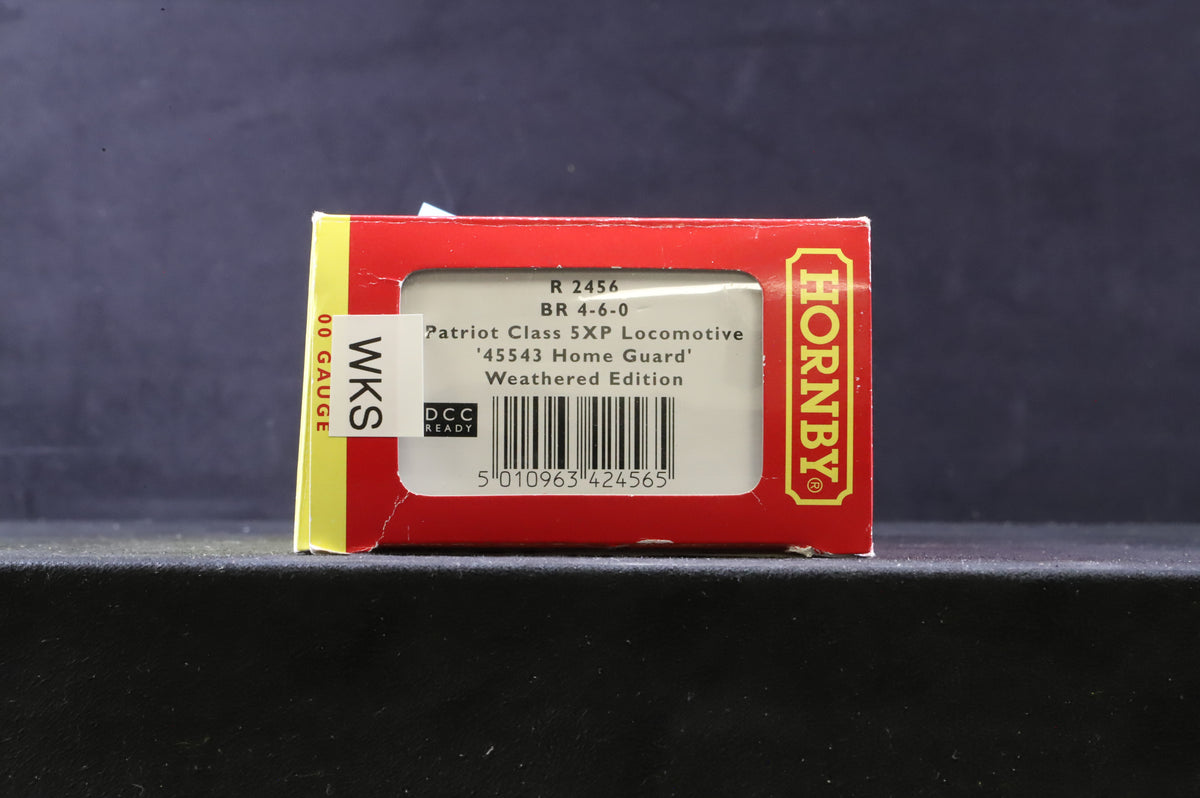 R 2456
BR 4-6-0
Patriot Class 5XP Locomotive
'45543 Home Guard'
Weathered Edition
DCC
READY
5 010963 424565
00 GAUGE
WKS
HORNBY®